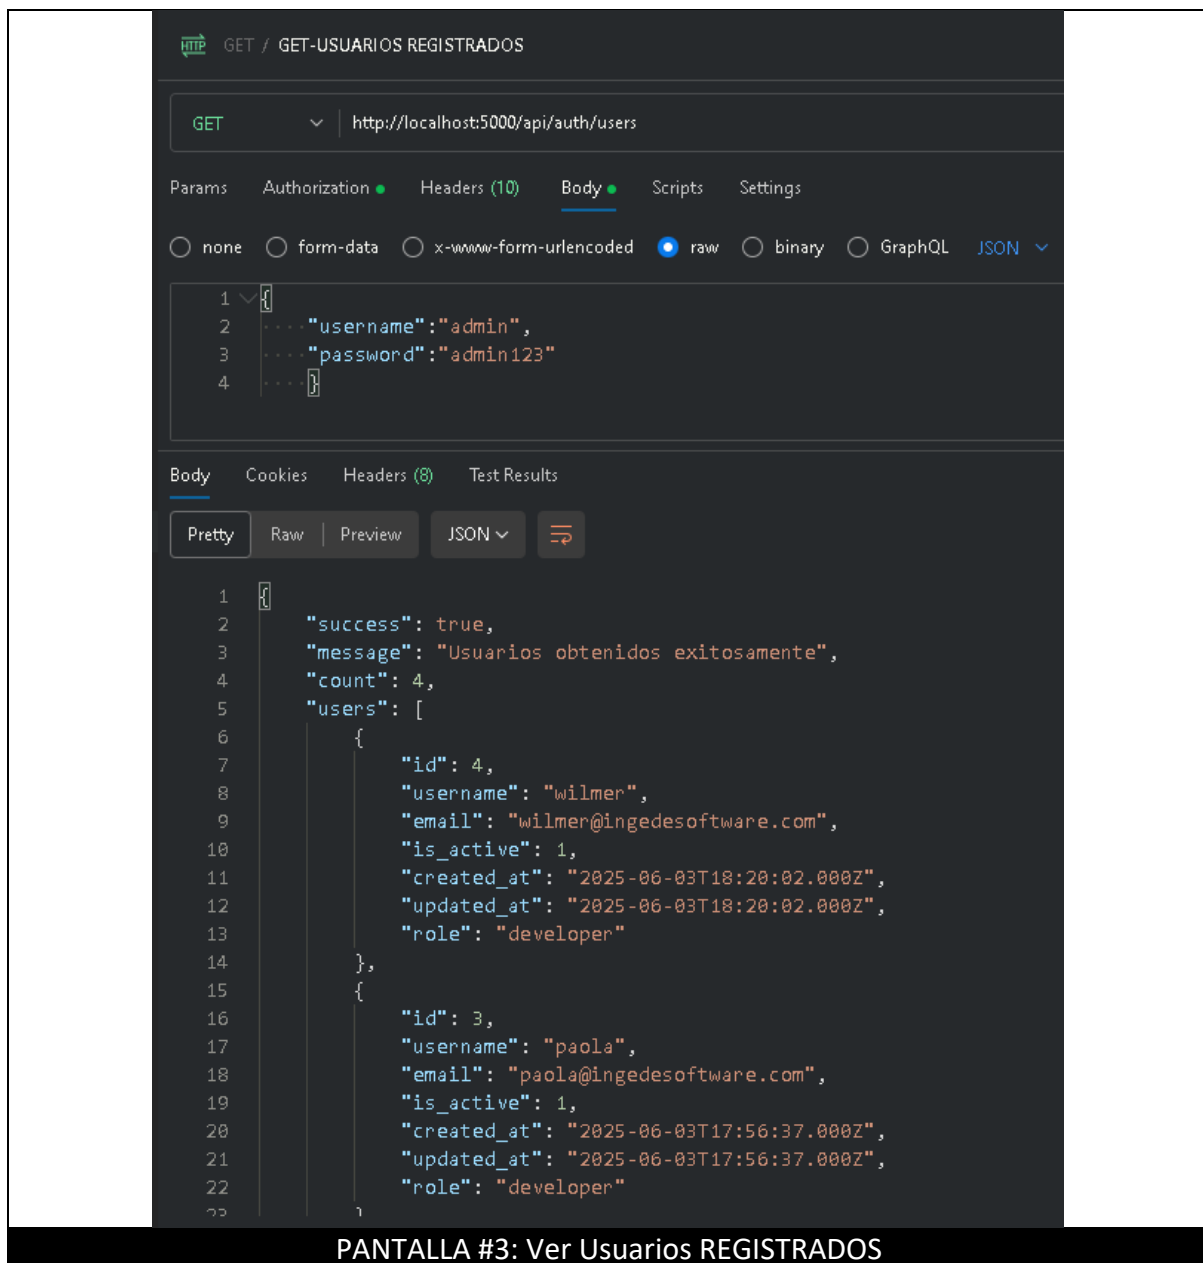 HTTP GET / GET-USUARIOS REGISTRADOS
GET http://localhost:5000/api/auth/users
Params Authorization Headers (10) Body Scripts Settings
none form-data x-www-form-urlencoded raw binary GraphQL JSON
1 {
2 "username":"admin",
3 "password":"admin123"
4 }
Body Cookies Headers (8) Test Results
Pretty Raw Preview JSON
1 {
2 "success": true,
3 "message": "Usuarios obtenidos exitosamente",
4 "count": 4,
5 "users": [
6 {
7 "id": 4,
8 "username": "wilmer",
9 "email": "wilmer@ingedesoftware.com",
10 "is_active": 1,
11 "created_at": "2025-06-03T18:20:02.000Z",
12 "updated_at": "2025-06-03T18:20:02.000Z",
13 "role": "developer"
14 },
15 {
16 "id": 3,
17 "username": "paola",
18 "email": "paola@ingedesoftware.com",
19 "is_active": 1,
20 "created_at": "2025-06-03T17:56:37.000Z",
21 "updated_at": "2025-06-03T17:56:37.000Z",
22 "role": "developer"
23 }
PANTALLA #3: Ver Usuarios REGISTRADOS